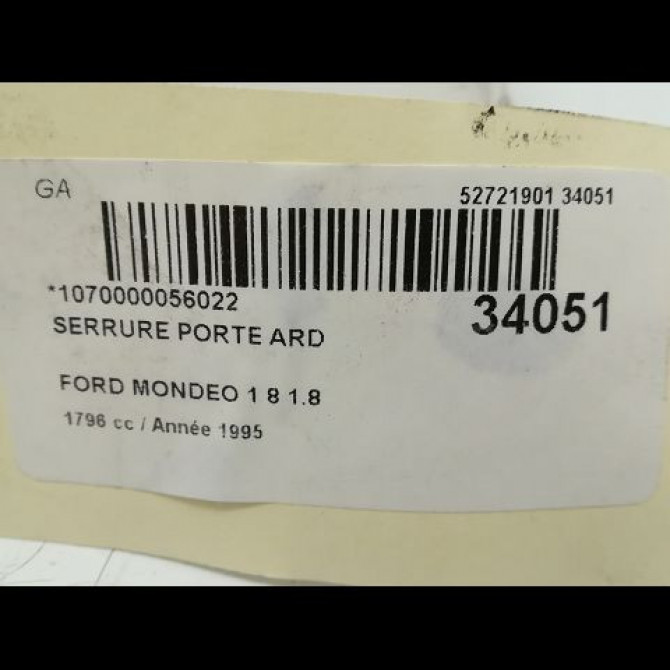 GA
52721901 34051
*1070000056022
34051
SERRURE PORTE ARD
FORD MONDEO 1 8 1.8
1796 cc / Année 1995